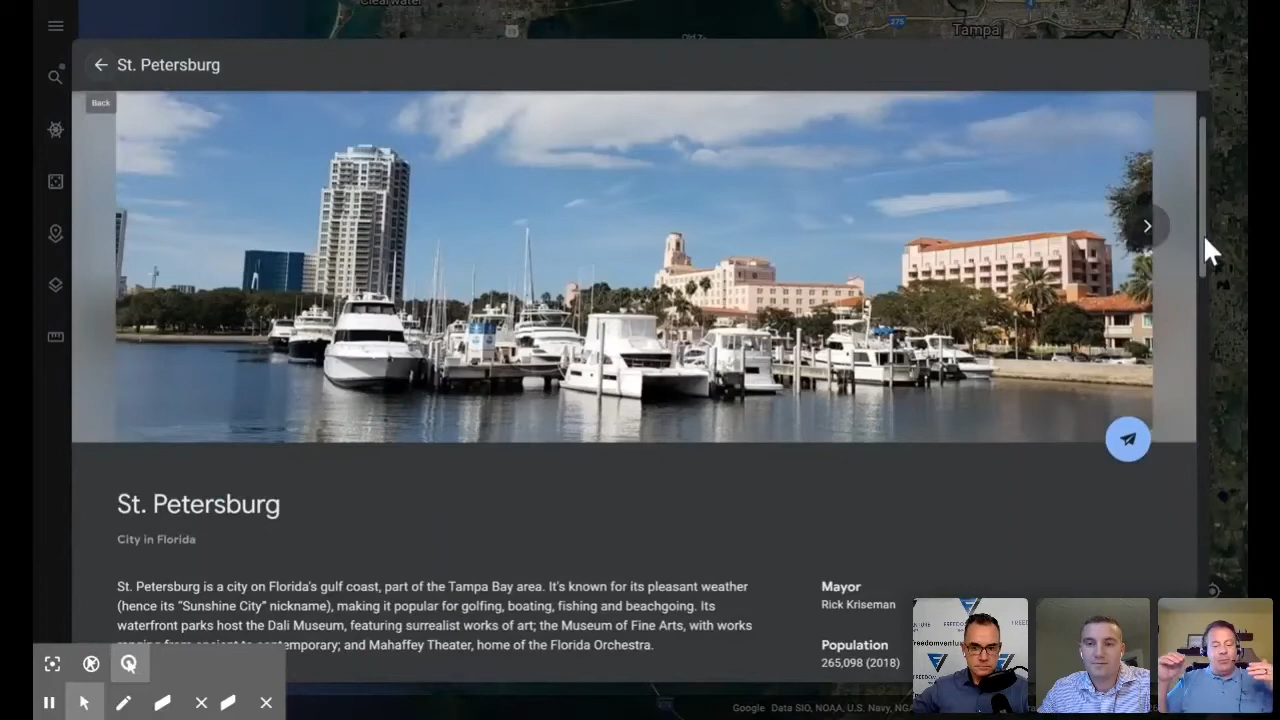 Clearwater
275
Tampa
St. Petersburg
Back
St. Petersburg
City in Florida
St. Petersburg is a city on Florida's gulf coast, part of the Tampa Bay area. It's known for its pleasant weather
(hence its “Sunshine City” nickname), making it popular for golfing, boating, fishing and beachgoing. Its
waterfront parks host the Dali Museum, featuring surrealist works of art; the Museum of Fine Arts, with works
ranging from ancient to contemporary; and Mahaffey Theater, home of the Florida Orchestra.
Mayor
Rick Kriseman
Population
265,098 (2018)
Google Data SIO, NOAA, U.S. Navy, NGA